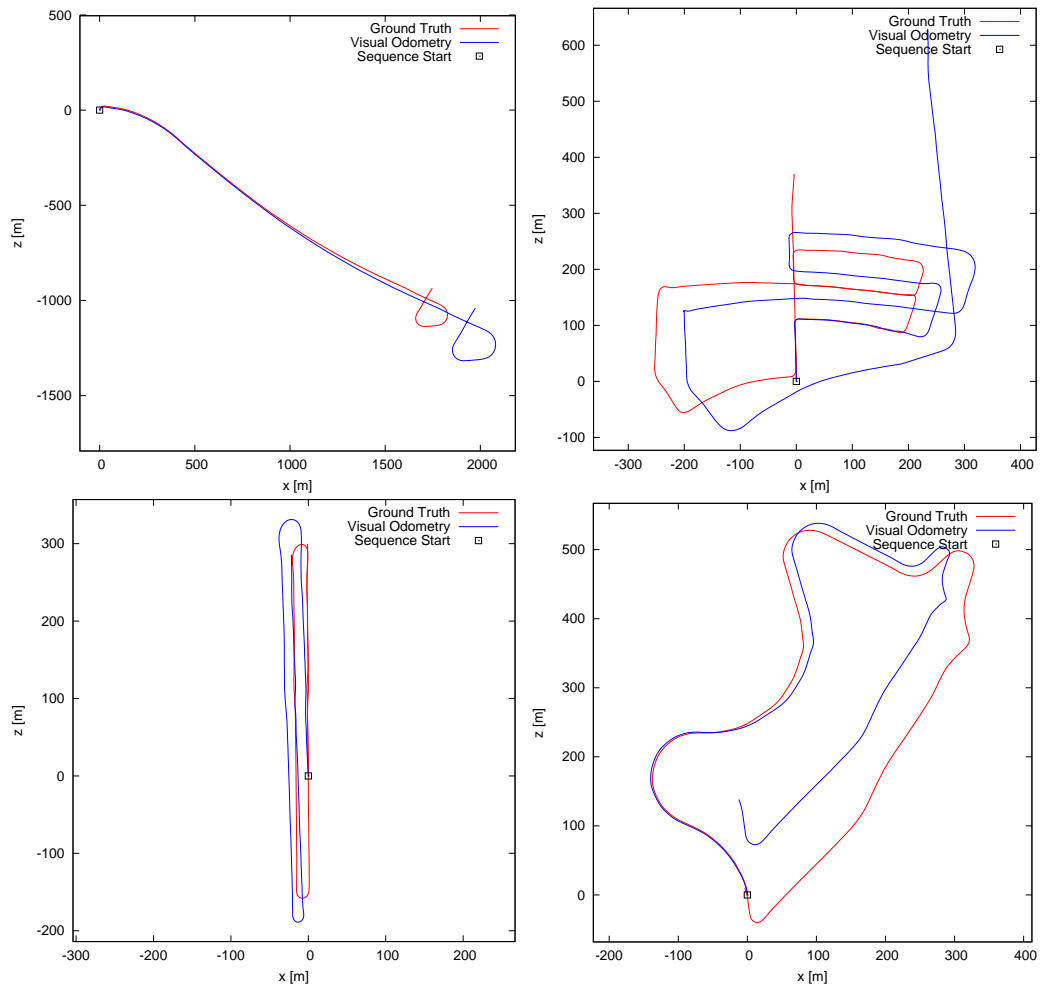 500
0
-500
-1000
-1500
z [m]
0
500
1000
1500
2000
x [m]
Ground Truth
Visual Odometry
Sequence Start
600
500
400
300
200
100
0
-100
z [m]
-300
-200
-100
0
100
200
300
400
x [m]
Ground Truth
Visual Odometry
Sequence Start
300
200
100
0
-100
-200
z [m]
-300
-200
-100
0
100
200
x [m]
Ground Truth
Visual Odometry
Sequence Start
500
400
300
200
100
0
z [m]
-200
-100
0
100
200
300
400
x [m]
Ground Truth
Visual Odometry
Sequence Start